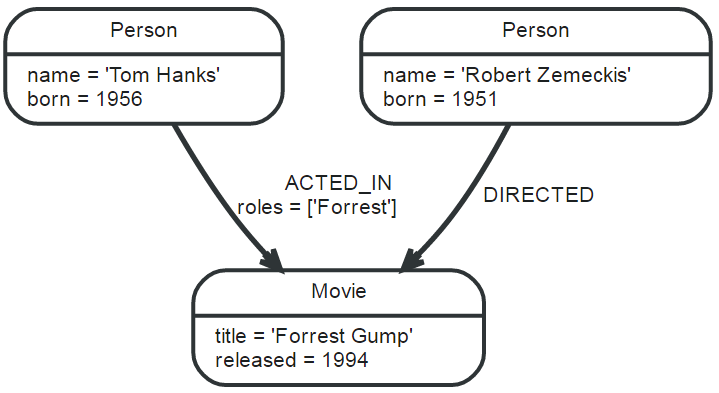 Person
name = 'Tom Hanks'
born = 1956
Person
name = 'Robert Zemeckis'
born = 1951
ACTED_IN
roles = ['Forrest']
DIRECTED
Movie
title = 'Forrest Gump'
released = 1994